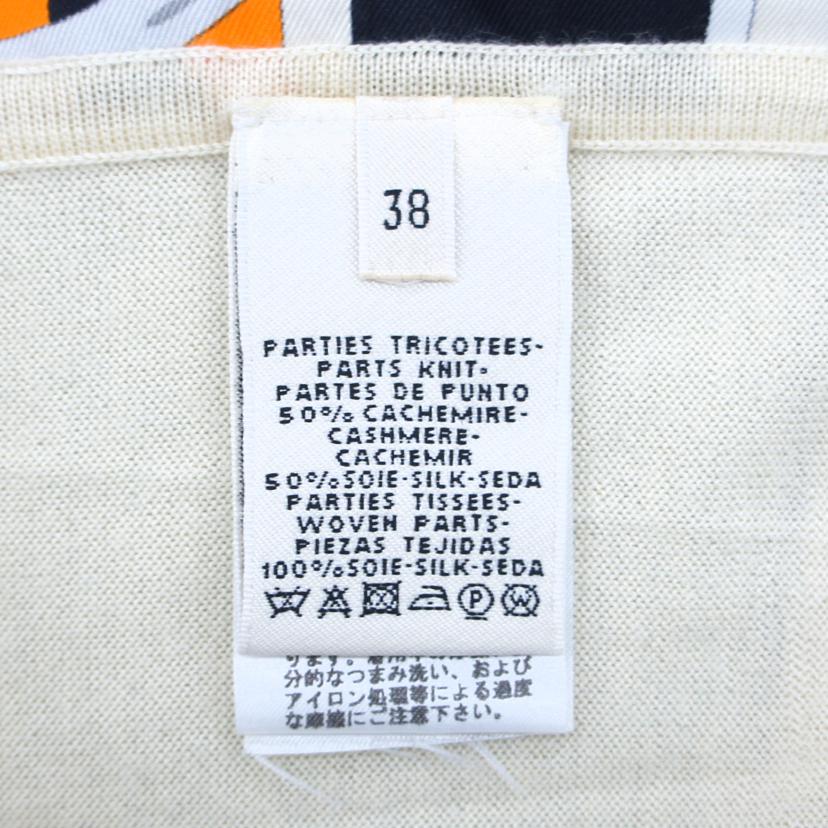 38
PARTIES TRICOTEES-
PARTS KNIT-
PARTES DE PUNTO
50% CACHEMIRE-
CASHMERE-
CACHEMIR
50% SOIE-SILK-SEDA
PARTIES TISSEES-
WOVEN PARTS-
PIEZAS TEJIDAS
100% SOIE-SILK-SEDA
P W
ります。
分的なつまみ洗い、および
アイロン処理等による過度
な摩擦にご注意下さい。